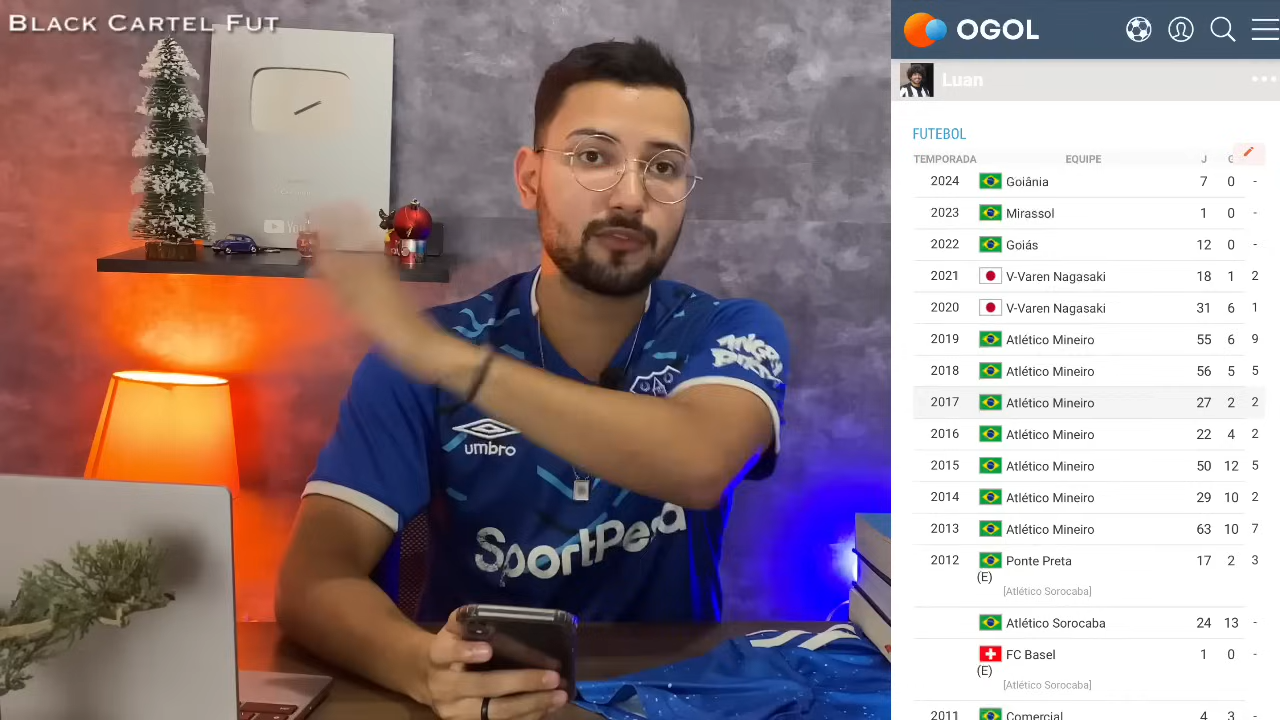 BLACK CARTEL FUT
YouT
umbro
SportPesa
OGOL
Luan
FUTEBOL
TEMPORADA EQUIPE J G
2024 Goiânia 7 0 -
2023 Mirassol 1 0 -
2022 Goiás 12 0 -
2021 V-Varen Nagasaki 18 1 2
2020 V-Varen Nagasaki 31 6 1
2019 Atlético Mineiro 55 6 9
2018 Atlético Mineiro 56 5 5
2017 Atlético Mineiro 27 2 2
2016 Atlético Mineiro 22 4 2
2015 Atlético Mineiro 50 12 5
2014 Atlético Mineiro 29 10 2
2013 Atlético Mineiro 63 10 7
2012 Ponte Preta 17 2 3
(E)
[Atlético Sorocaba]
Atlético Sorocaba 24 13 -
FC Basel 1 0 -
(E)
[Atlético Sorocaba]
2011 Comercial 4 3 -